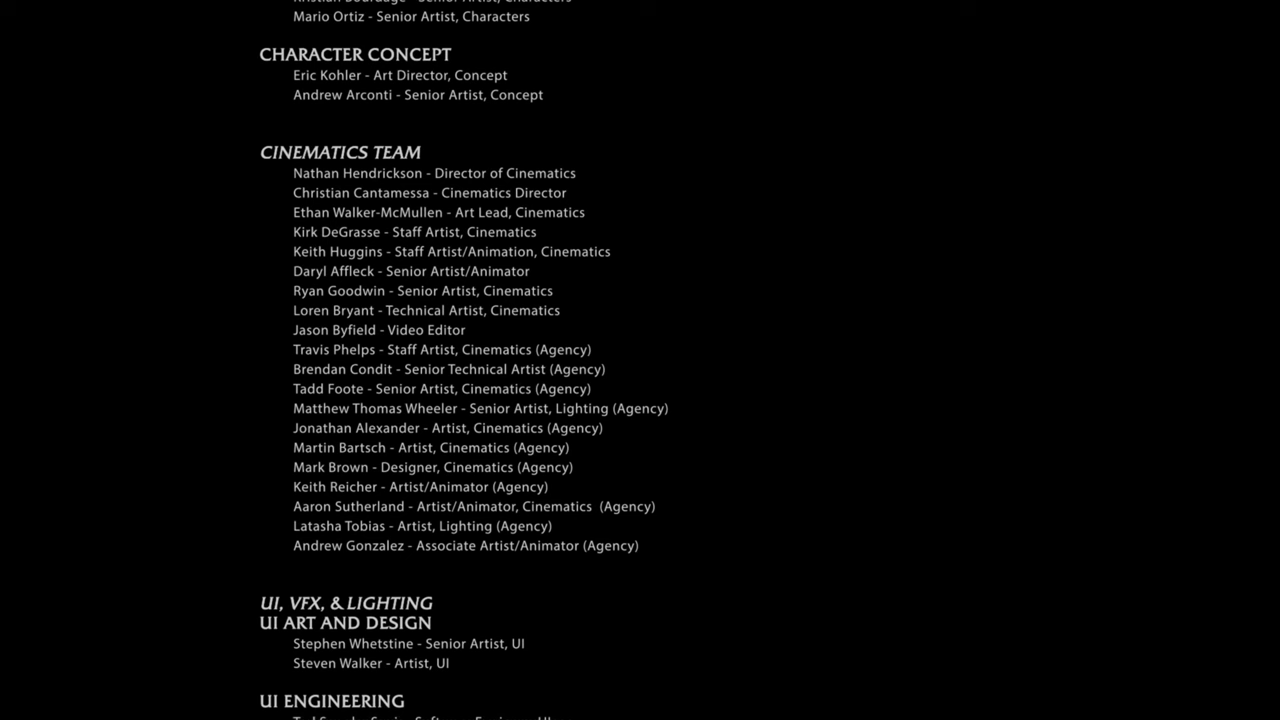 Mario Ortiz - Senior Artist, Characters
CHARACTER CONCEPT
Eric Kohler - Art Director, Concept
Andrew Arconti - Senior Artist, Concept
CINEMATICS TEAM
Nathan Hendrickson - Director of Cinematics
Christian Cantamessa - Cinematics Director
Ethan Walker-McMullen - Art Lead, Cinematics
Kirk DeGrasse - Staff Artist, Cinematics
Keith Huggins - Staff Artist/Animation, Cinematics
Daryl Affleck - Senior Artist/Animator
Ryan Goodwin - Senior Artist, Cinematics
Loren Bryant - Technical Artist, Cinematics
Jason Byfield - Video Editor
Travis Phelps - Staff Artist, Cinematics (Agency)
Brendan Condit - Senior Technical Artist (Agency)
Tadd Foote - Senior Artist, Cinematics (Agency)
Matthew Thomas Wheeler - Senior Artist, Lighting (Agency)
Jonathan Alexander - Artist, Cinematics (Agency)
Martin Bartsch - Artist, Cinematics (Agency)
Mark Brown - Designer, Cinematics (Agency)
Keith Reicher - Artist/Animator (Agency)
Aaron Sutherland - Artist/Animator, Cinematics  (Agency)
Latasha Tobias - Artist, Lighting (Agency)
Andrew Gonzalez - Associate Artist/Animator (Agency)
UI, VFX, & LIGHTING
UI ART AND DESIGN
Stephen Whetstine - Senior Artist, UI
Steven Walker - Artist, UI
UI ENGINEERING